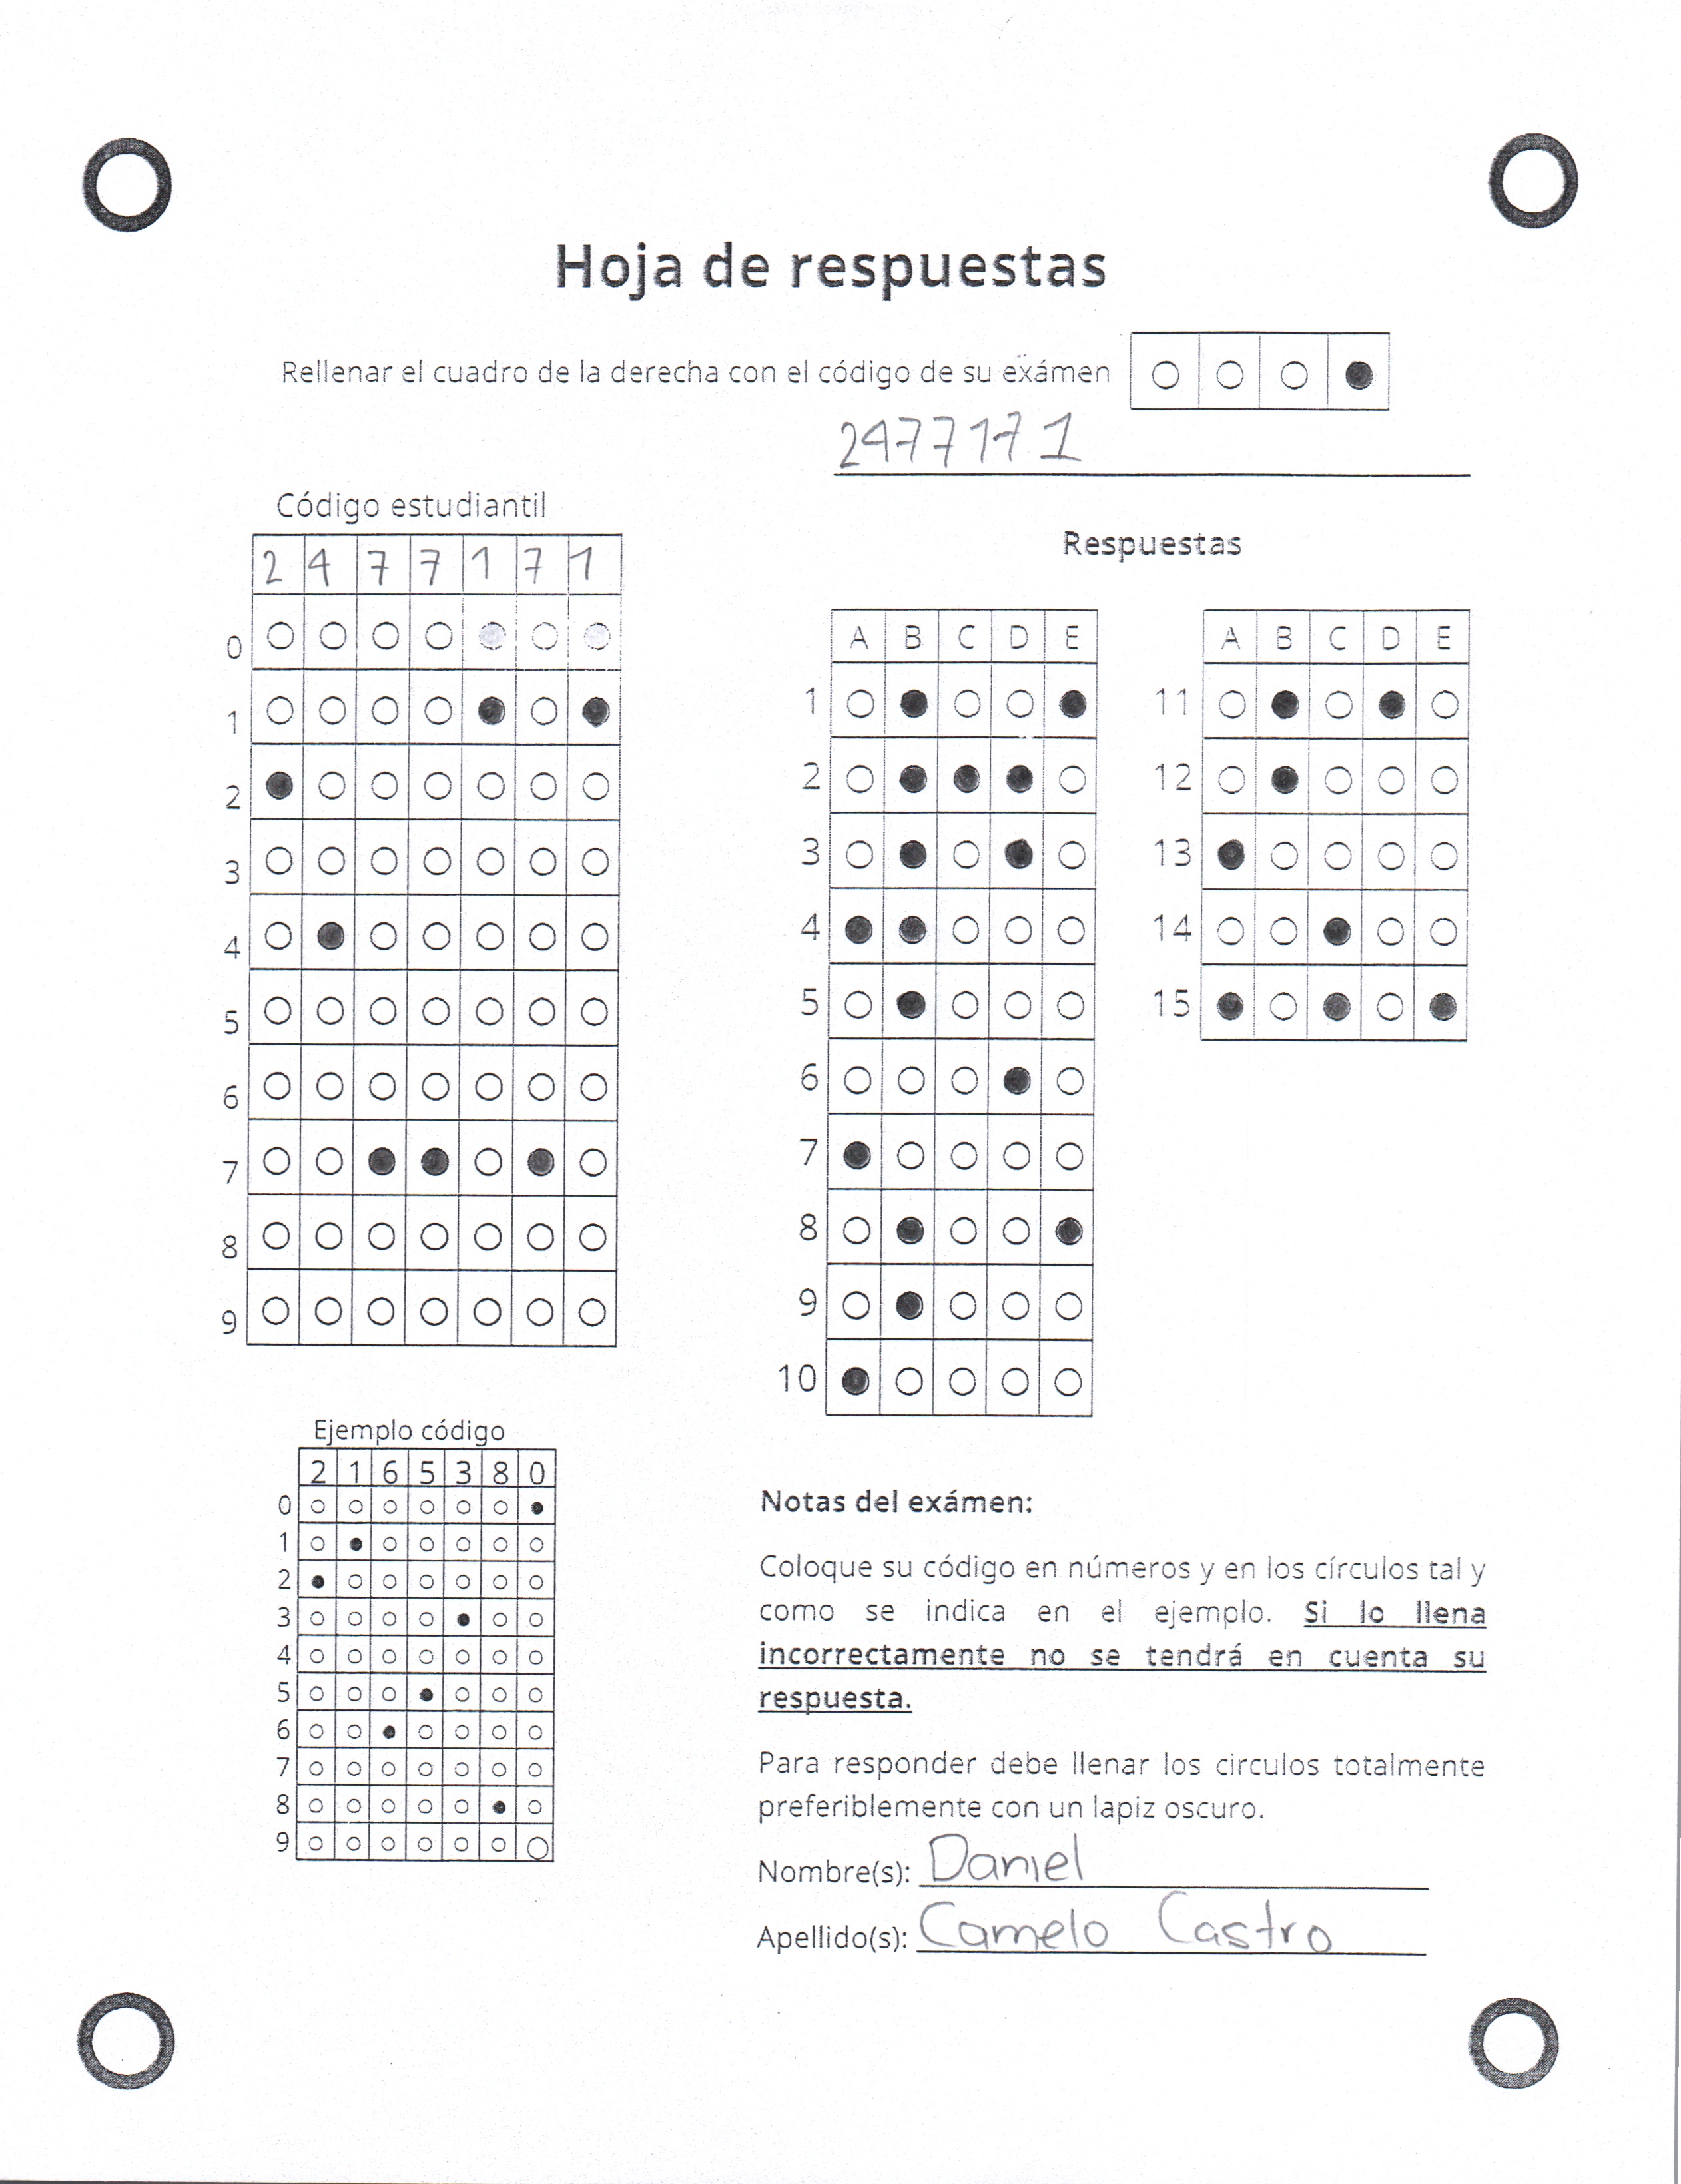 Hoja de respuestas
Rellenar el cuadro de la derecha con el código de su exámen
2477171
Código estudiantil
2 4 7 7 1 7 1
0
1
2
3
4
5
6
7
8
9
Respuestas
A B C D E
1
2
3
4
5
6
7
8
9
10
A B C D E
11
12
13
14
15
Ejemplo código
2 1 6 5 3 8 0
0
1
2
3
4
5
6
7
8
9
Notas del exámen:
Coloque su código en números y en los círculos tal y
como se indica en el ejemplo. Si lo llena
incorrectamente no se tendrá en cuenta su
respuesta.
Para responder debe llenar los circulos totalmente
preferiblemente con un lapiz oscuro.
Nombre(s): Daniel
Apellido(s): Camelo Castro